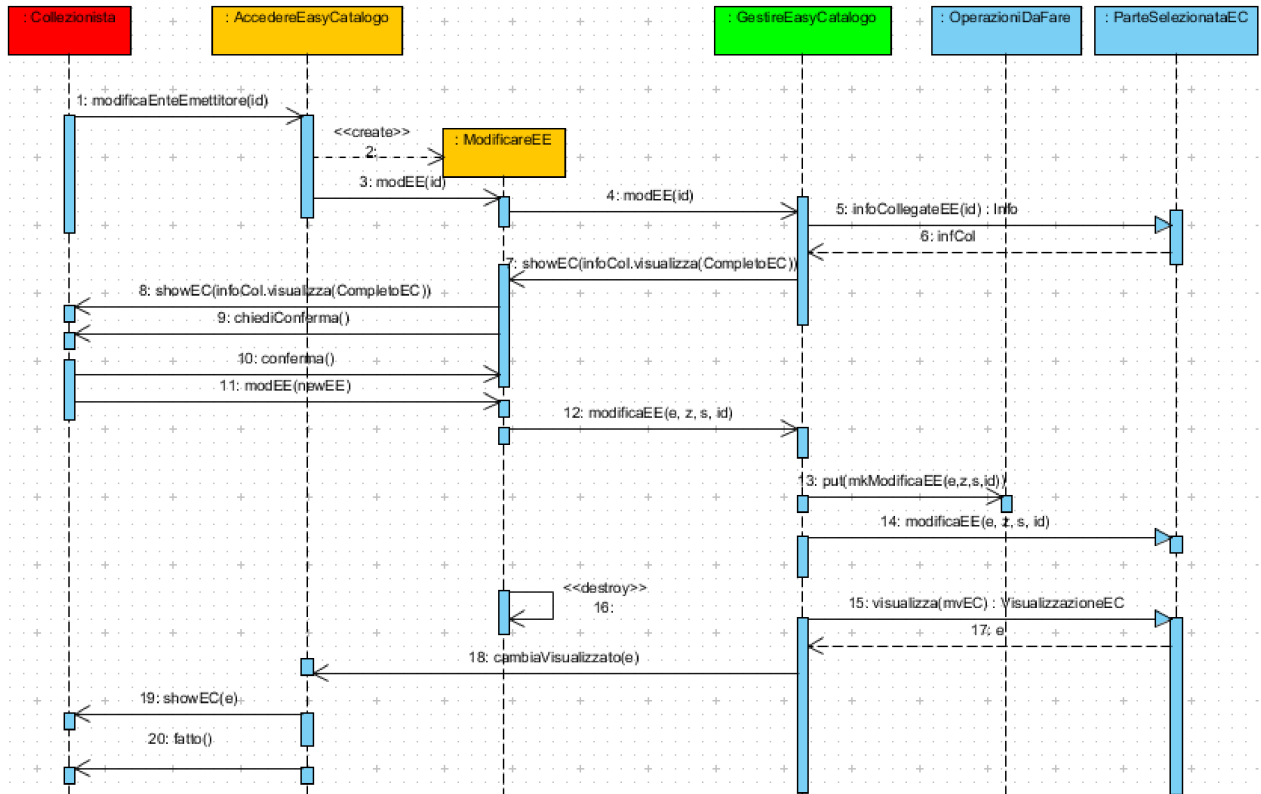 : Collezionista
: AccedereEasyCatalogo
: GestireEasyCatalogo
: OperazioniDaFare
: ParteSelezionataEC
1: modificaEnteEmettitore(id)
<<create>>
2:
: ModificareEE
3: modEE(id)
4: modEE(id)
5: infoCollegateEE(id) : Info
6: infCol
7: showEC(infoCol.visualizza(CompletoEC))
8: showEC(infoCol.visualizza(CompletoEC))
9: chiediConferma()
10: conferma()
11: modEE(newEE)
12: modificaEE(e, z, s, id)
13: put(mkModificaEE(e,z,s,id))
14: modificaEE(e, z, s, id)
<<destroy>>
16:
15: visualizza(mvEC) : VisualizzazioneEC
17: e
18: cambiaVisualizzato(e)
19: showEC(e)
20: fatto()